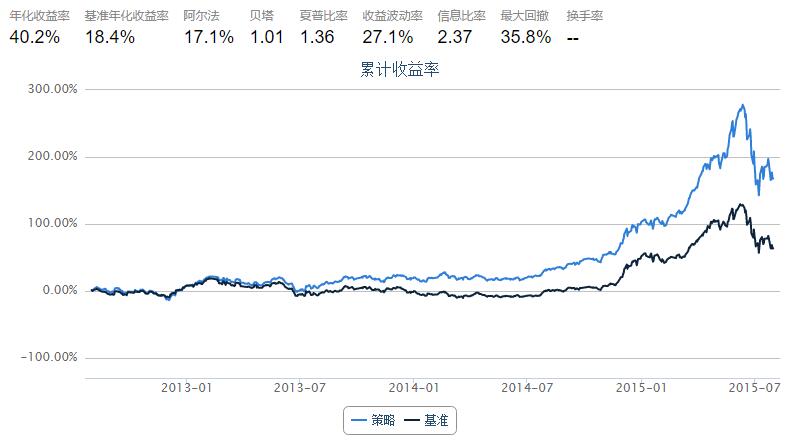 年化收益率 基准年化收益率 阿尔法 贝塔 夏普比率 收益波动率 信息比率 最大回撤 换手率
40.2% 18.4% 17.1% 1.01 1.36 27.1% 2.37 35.8% --
累计收益率
300.00%
200.00%
100.00%
0.00%
-100.00%
2013-01 2013-07 2014-01 2014-07 2015-01 2015-07
策略 基准